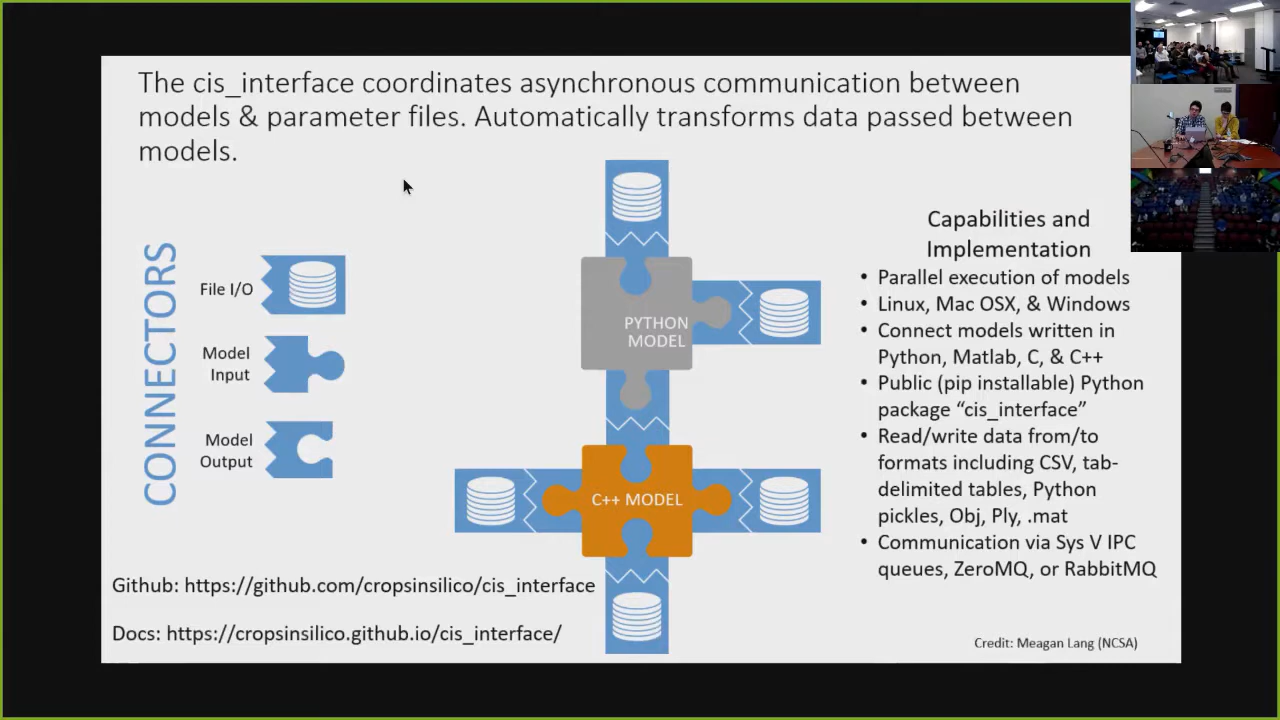 The cis_interface coordinates asynchronous communication between
models & parameter files. Automatically transforms data passed between
models.
CONNECTORS
File I/O
Model
Input
Model
Output
PYTHON
MODEL
C++ MODEL
Capabilities and
Implementation
• Parallel execution of models
• Linux, Mac OSX, & Windows
• Connect models written in
Python, Matlab, C, & C++
• Public (pip installable) Python
package “cis_interface”
• Read/write data from/to
formats including CSV, tab-
delimited tables, Python
pickles, Obj, Ply, .mat
• Communication via Sys V IPC
queues, ZeroMQ, or RabbitMQ
Github: https://github.com/cropsinsilico/cis_interface
Docs: https://cropsinsilico.github.io/cis_interface/
Credit: Meagan Lang (NCSA)